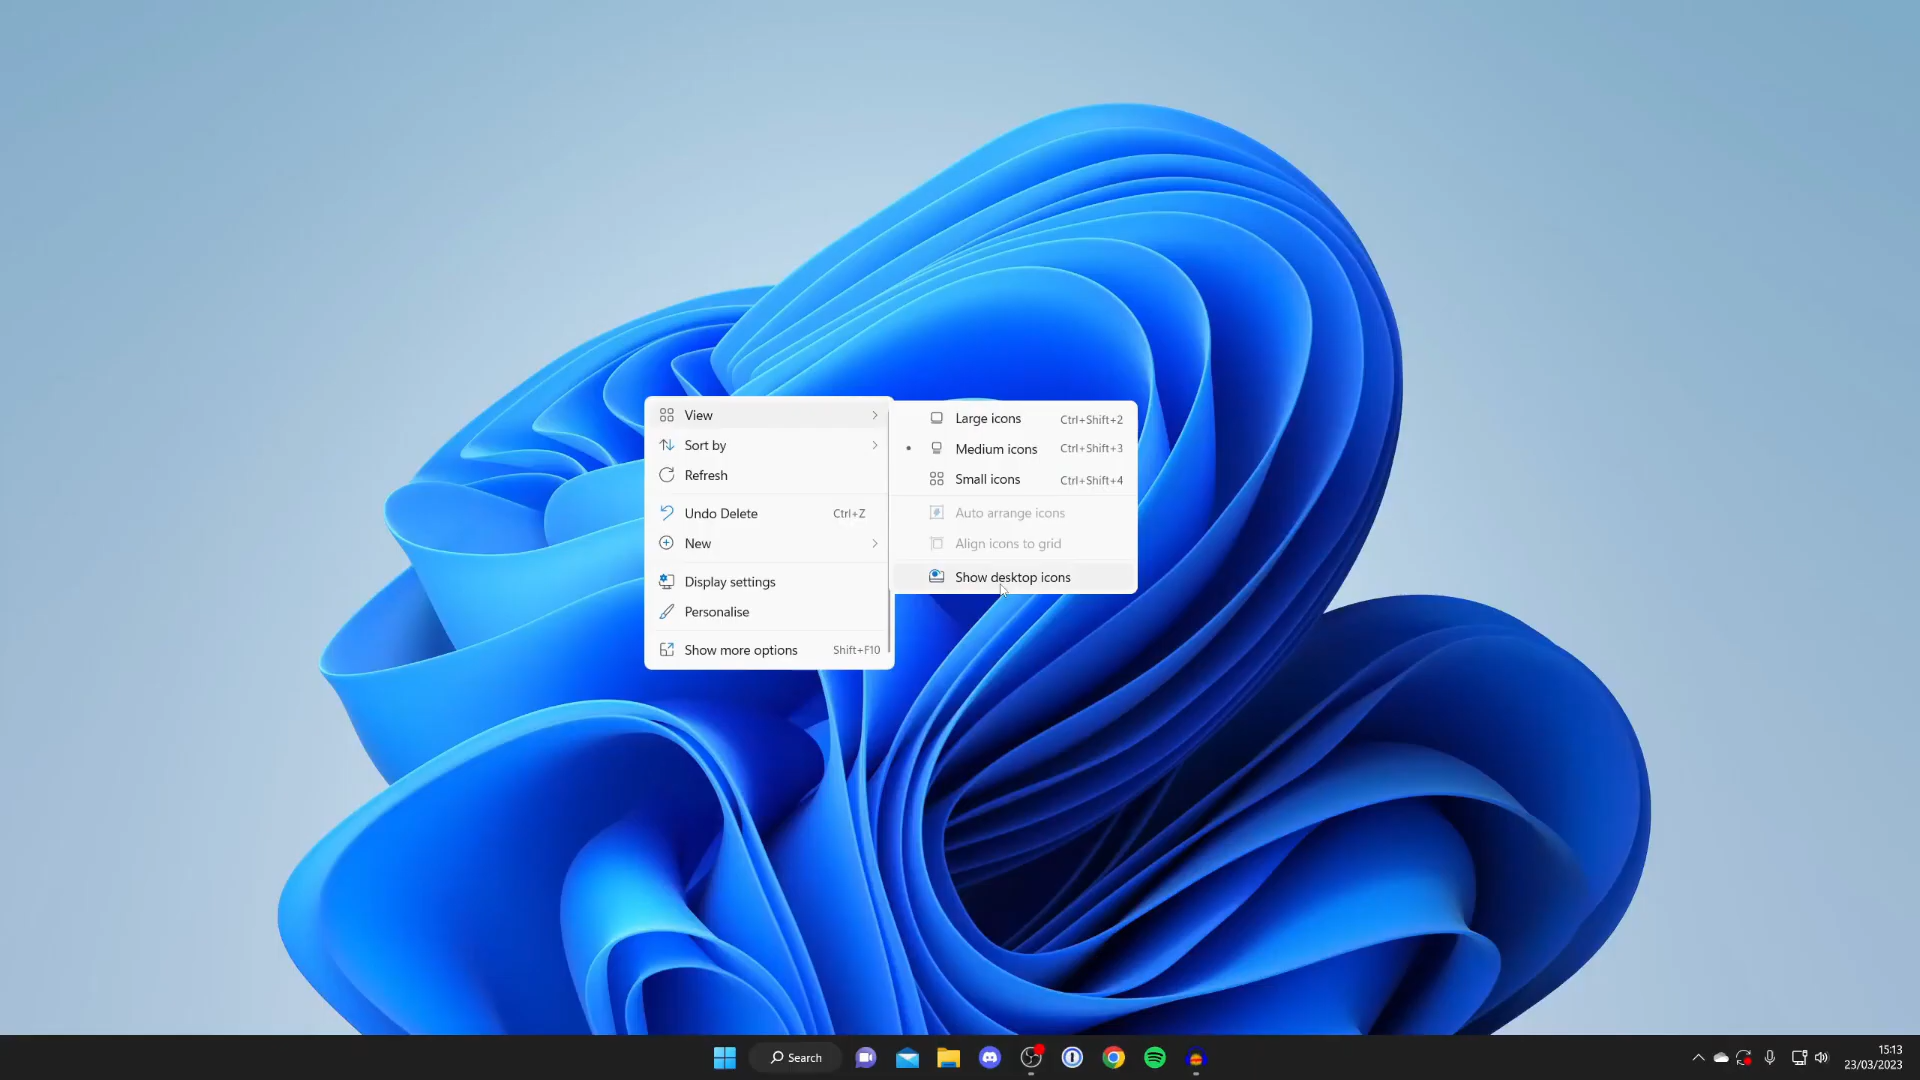 View
Sort by
Refresh
Undo Delete Ctrl+Z
New
Display settings
Personalise
Show more options Shift+F10
Large icons Ctrl+Shift+2
Medium icons Ctrl+Shift+3
Small icons Ctrl+Shift+4
Auto arrange icons
Align icons to grid
Show desktop icons
Search
15:13
23/03/2023